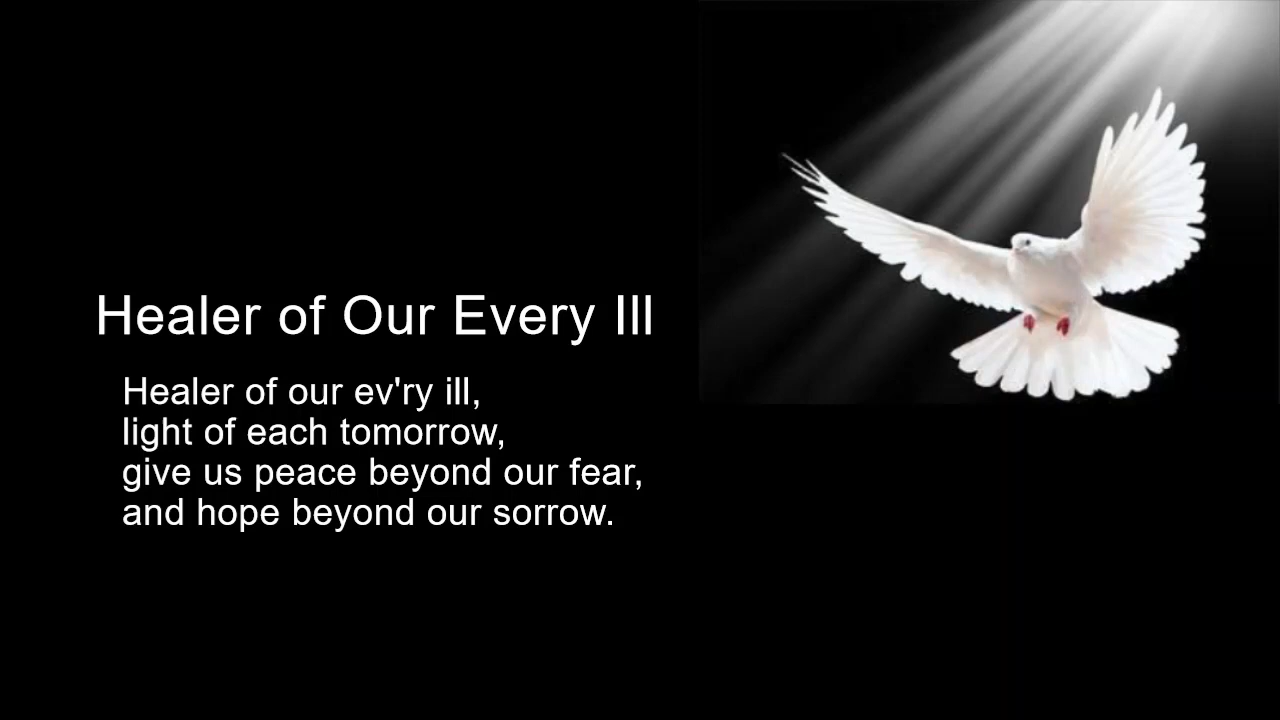 Healer of Our Every Ill
Healer of our ev'ry ill,
light of each tomorrow,
give us peace beyond our fear,
and hope beyond our sorrow.